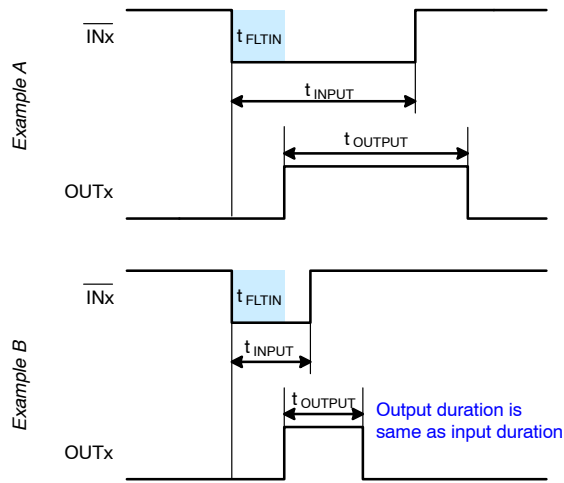 Example A
INx
t FLTIN
t INPUT
t OUTPUT
OUTx
Example B
INx
t FLTIN
t INPUT
t OUTPUT
Output duration is
same as input duration
OUTx